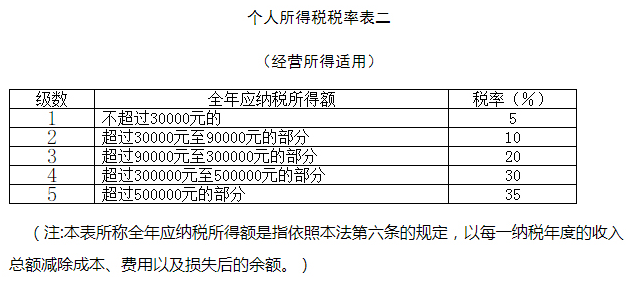 个人所得税税率表二
（经营所得适用）
级数 全年应纳税所得额 税率（%）
1 不超过30000元的 5
2 超过30000元至90000元的部分 10
3 超过90000元至300000元的部分 20
4 超过300000元至500000元的部分 30
5 超过500000元的部分 35
（注:本表所称全年应纳税所得额是指依照本法第六条的规定，以每一纳税年度的收入
总额减除成本、费用以及损失后的余额。）